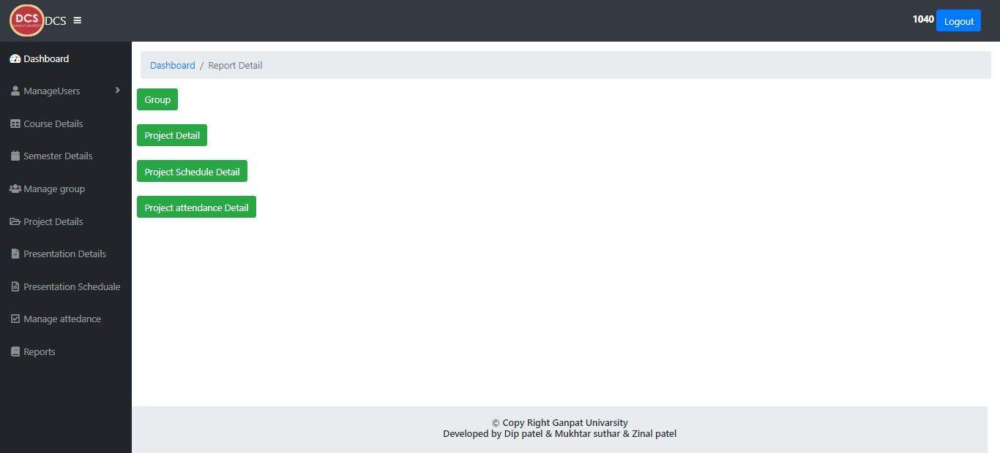 DCS
GANPAT UNIVERSITY
DCS
1040
Logout
Dashboard
ManageUsers
Course Details
Semester Details
Manage group
Project Details
Presentation Details
Presentation Scheduale
Manage attedance
Reports
Dashboard / Report Detail
Group
Project Detail
Project Schedule Detail
Project attendance Detail
© Copy Right Ganpat Univarsity
Developed by Dip patel & Mukhtar suthar & Zinal patel